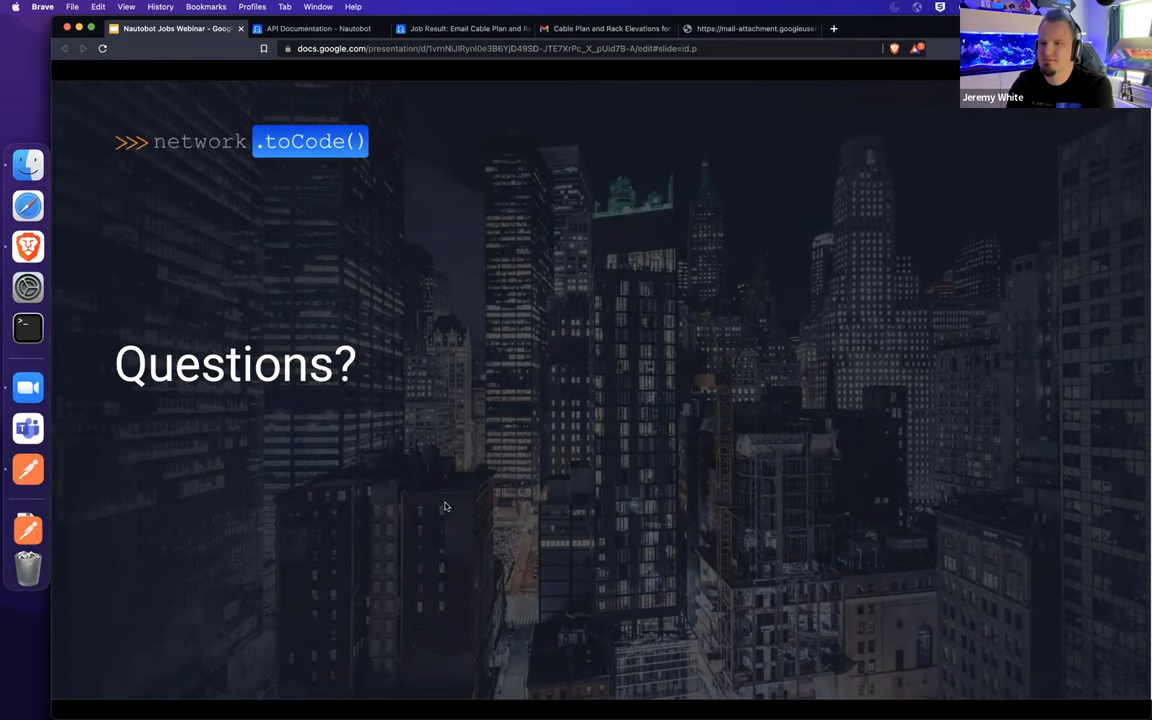 Brave File Edit View History Bookmarks Profiles Tab Window Help
Nautobot Jobs Webinar - Goog
API Documentation - Nautobot
Job Result: Email Cable Plan and R
Cable Plan and Rack Elevations for
https://mail-attachment.googleuser
docs.google.com/presentation/d/1vrnNiJlRynl0e3B6YjD49SD-JTE7XrPc_X_pUid7B-A/edit#slide=id.p
Jeremy White
>>> network .toCode()
Questions?